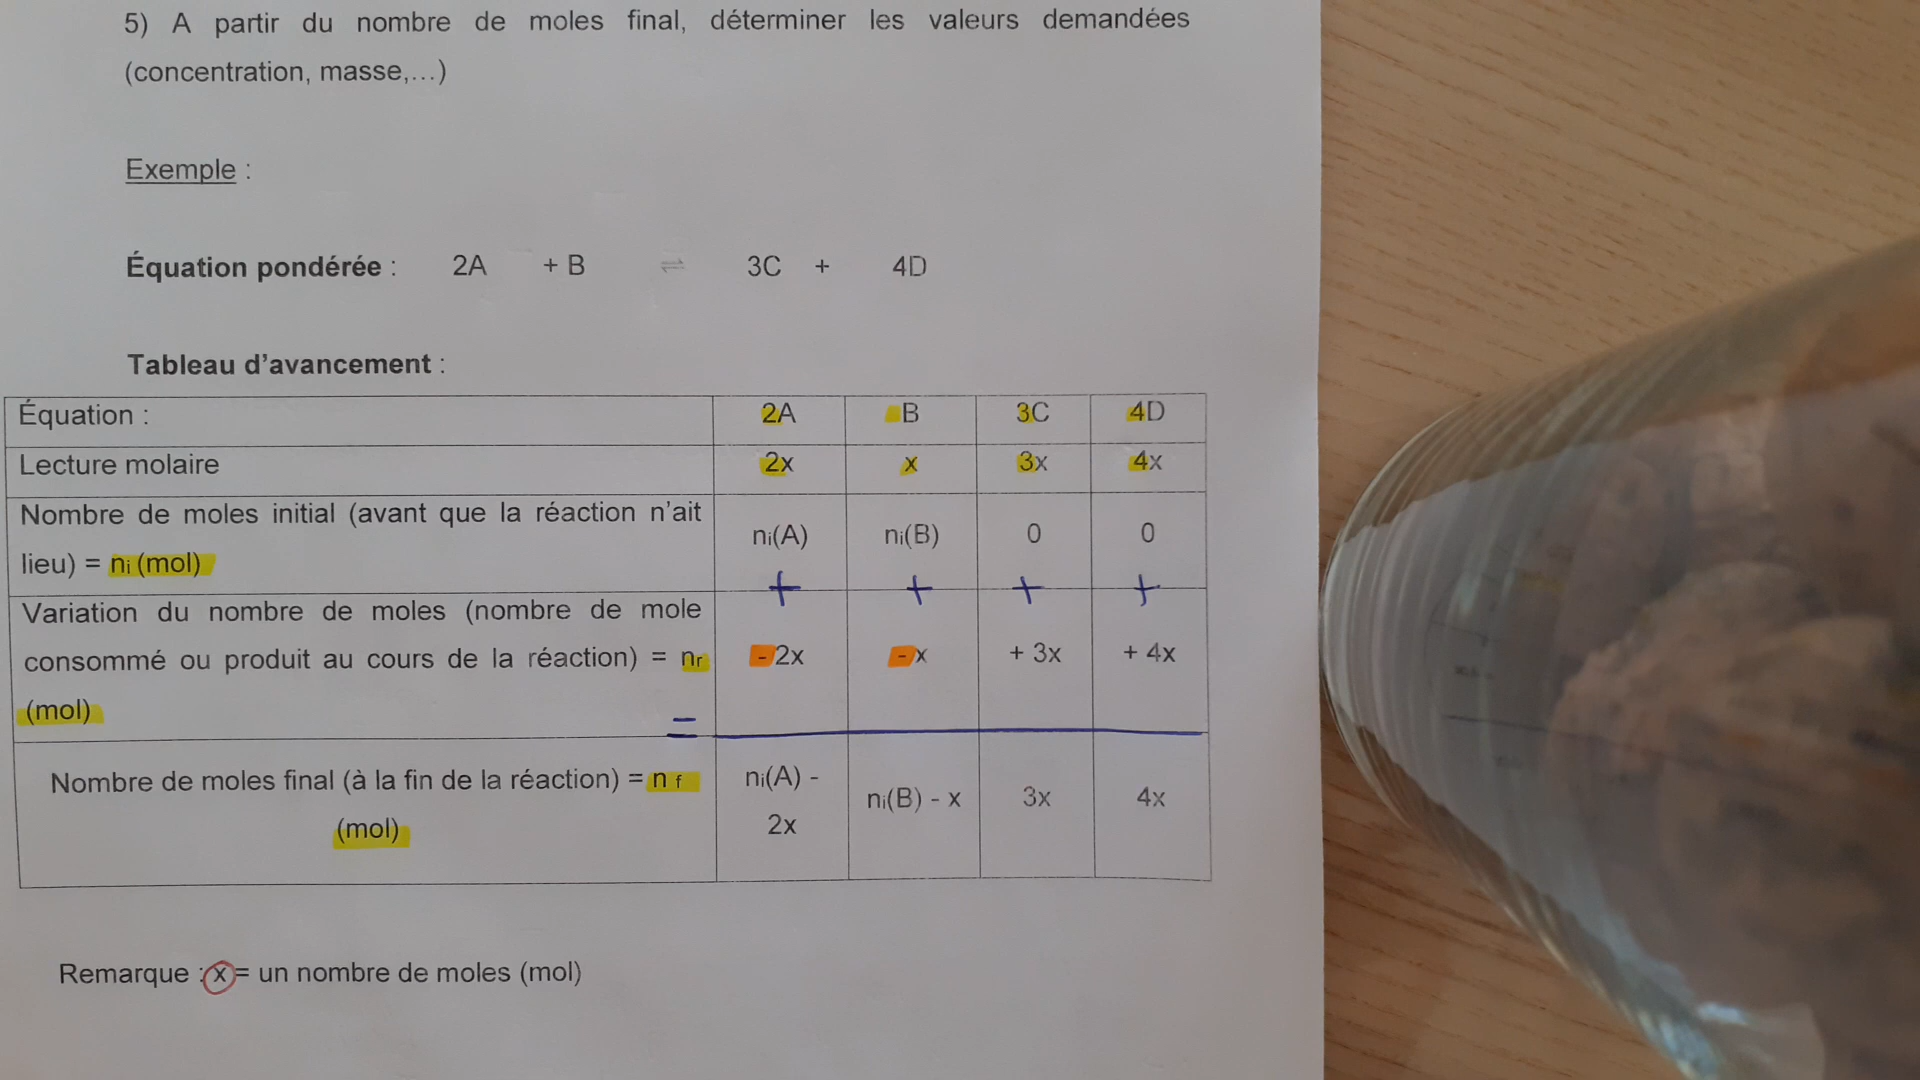 5) A partir du nombre de moles final, déterminer les valeurs demandées
(concentration, masse,…)
Exemple :
Équation pondérée : 2A + B ⇌ 3C + 4D
Tableau d'avancement :
Équation : 2A B 3C 4D
Lecture molaire 2x x 3x 4x
Nombre de moles initial (avant que la réaction n'ait
lieu) = ni (mol) ni(A) ni(B) 0 0
+ + + +
Variation du nombre de moles (nombre de mole
consommé ou produit au cours de la réaction) = nr - 2x - x + 3x + 4x
(mol)
=
Nombre de moles final (à la fin de la réaction) = n f ni(A) - ni(B) - x 3x 4x
(mol) 2x
Remarque : x = un nombre de moles (mol)